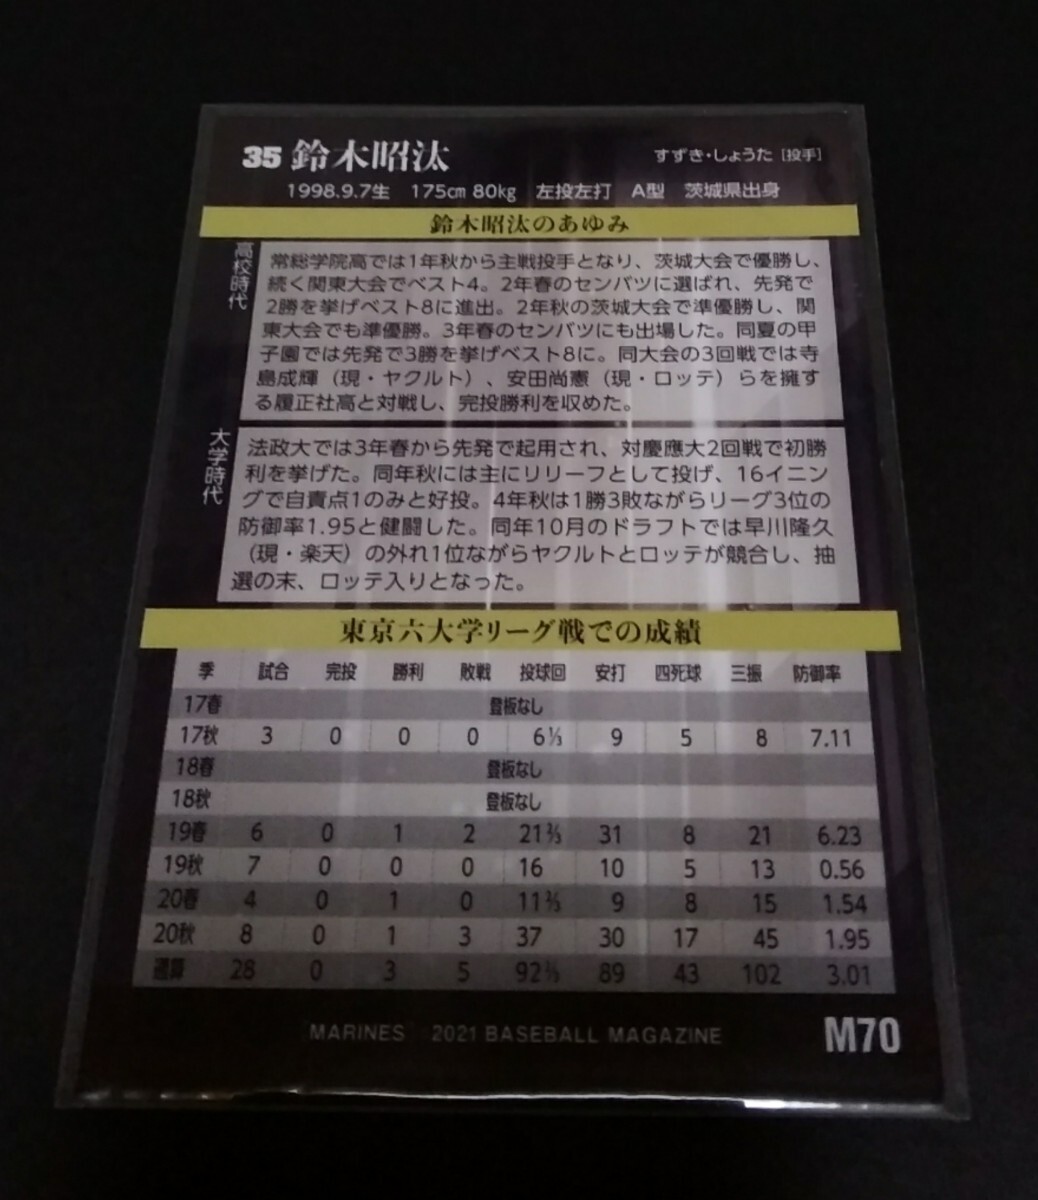 35 鈴木昭汰 すずき・しょうた [投手]
1998.9.7生 175cm 80kg 左投左打 A型 茨城県出身
鈴木昭汰のあゆみ
高校時代
常総学院高では1年秋から主戦投手となり、茨城大会で優勝し、
続く関東大会でベスト4。2年春のセンバツに選ばれ、先発で
2勝を挙げベスト8に進出。2年秋の茨城大会で準優勝し、関
東大会でも準優勝。3年春のセンバツにも出場した。同夏の甲
子園では先発で3勝を挙げベスト8に。同大会の3回戦では寺
島成輝（現・ヤクルト）、安田尚憲（現・ロッテ）らを擁す
る履正社高と対戦し、完投勝利を収めた。
大学時代
法政大では3年春から先発で起用され、対慶應大2回戦で初勝
利を挙げた。同年秋には主にリリーフとして投げ、16イニン
グで自責点1のみと好投。4年秋は1勝3敗ながらリーグ3位の
防御率1.95と健闘した。同年10月のドラフトでは早川隆久
（現・楽天）の外れ1位ながらヤクルトとロッテが競合し、抽
選の末、ロッテ入りとなった。
東京六大学リーグ戦での成績
季 試合 完投 勝利 敗戦 投球回 安打 四死球 三振 防御率
17春 登板なし
17秋 3 0 0 0 6⅓ 9 5 8 7.11
18春 登板なし
18秋 登板なし
19春 6 0 1 2 21⅔ 31 8 21 6.23
19秋 7 0 0 0 16 10 5 13 0.56
20春 4 0 1 0 11⅔ 9 8 15 1.54
20秋 8 0 1 3 37 30 17 45 1.95
通算 28 0 3 5 92⅔ 89 43 102 3.01
MARINES 2021 BASEBALL MAGAZINE M70